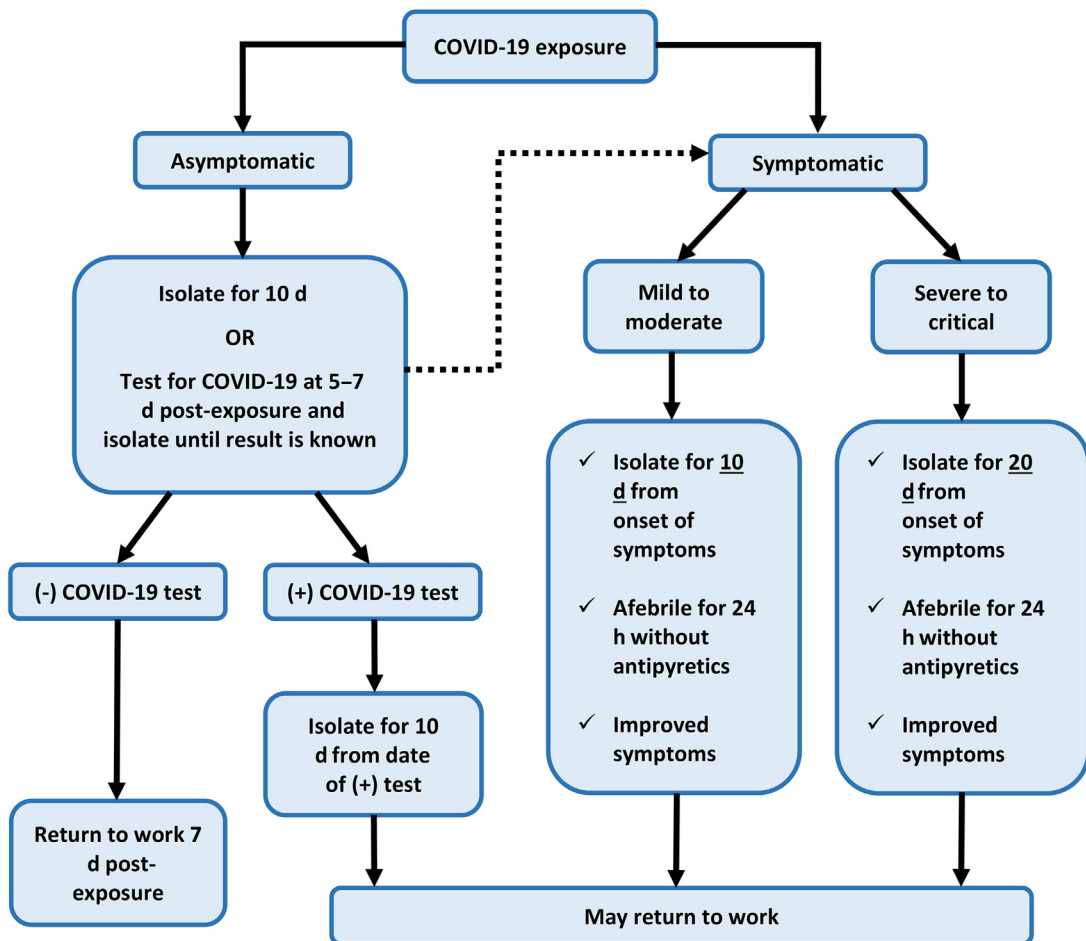 COVID-19 exposure
Asymptomatic
Symptomatic
Isolate for 10 d
OR
Test for COVID-19 at 5–7
d post-exposure and
isolate until result is known
Mild to
moderate
Severe to
critical
(-) COVID-19 test
(+) COVID-19 test
Return to work 7
d post-
exposure
Isolate for 10
d from date
of (+) test
✓ Isolate for 10
d from
onset of
symptoms
✓ Afebrile for 24
h without
antipyretics
✓ Improved
symptoms
✓ Isolate for 20
d from
onset of
symptoms
✓ Afebrile for 24
h without
antipyretics
✓ Improved
symptoms
May return to work